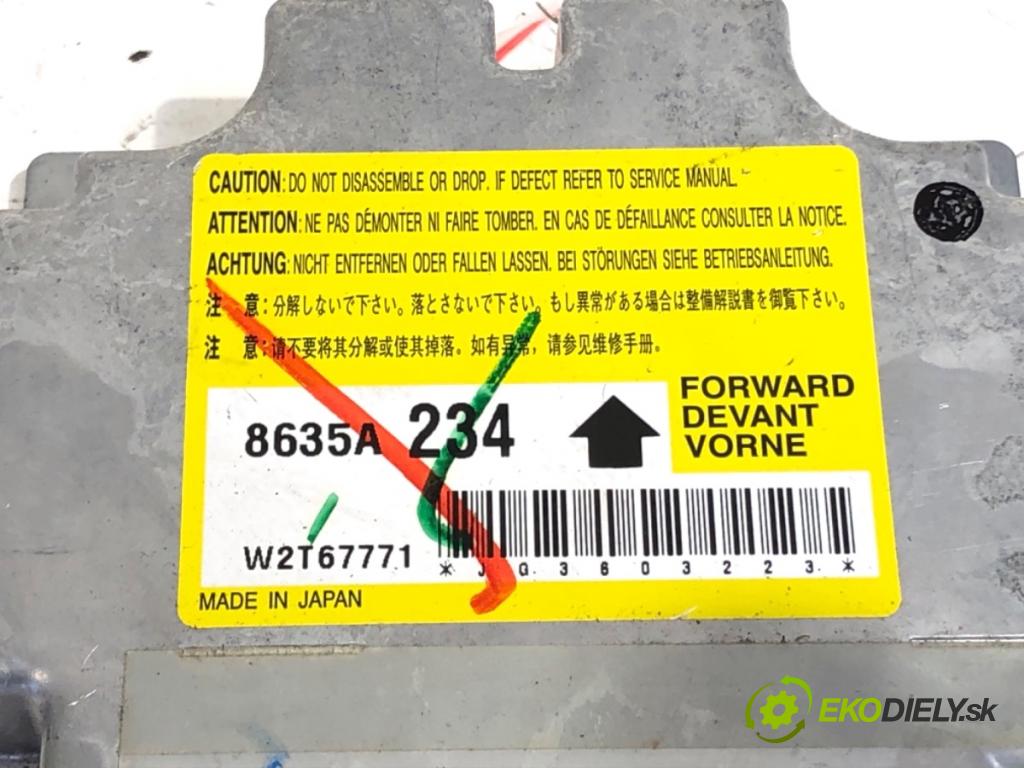 CAUTION: DO NOT DISASSEMBLE OR DROP. IF DEFECT REFER TO SERVICE MANUAL.
ATTENTION: NE PAS DÉMONTER NI FAIRE TOMBER. EN CAS DE DÉFAILLANCE CONSULTER LA NOTICE.
ACHTUNG: NICHT ENTFERNEN ODER FALLEN LASSEN. BEI STÖRUNGEN SIEHE BETRIEBSANLEITUNG.
注 意:分解しないで下さい。落とさないで下さい。もし異常がある場合は整備解説書を御覧下さい。
注 意:请不要将其分解或使其掉落。如有异常,请参见维修手册。
8635A 234
FORWARD
DEVANT
VORNE
W2T67771
*JG3603223*
MADE IN JAPAN
EKODIELY.sk